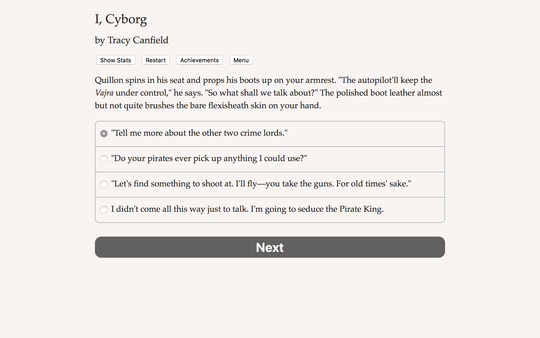 I, Cyborg
by Tracy Canfield
Show Stats Restart Achievements Menu
Quillon spins in his seat and props his boots up on your armrest. "The autopilot'll keep the
Vajra under control," he says. "So what shall we talk about?" The polished boot leather almost
but not quite brushes the bare flexisheath skin on your hand.
"Tell me more about the other two crime lords."
"Do your pirates ever pick up anything I could use?"
"Let's find something to shoot at. I'll fly—you take the guns. For old times' sake."
I didn't come all this way just to talk. I'm going to seduce the Pirate King.
Next